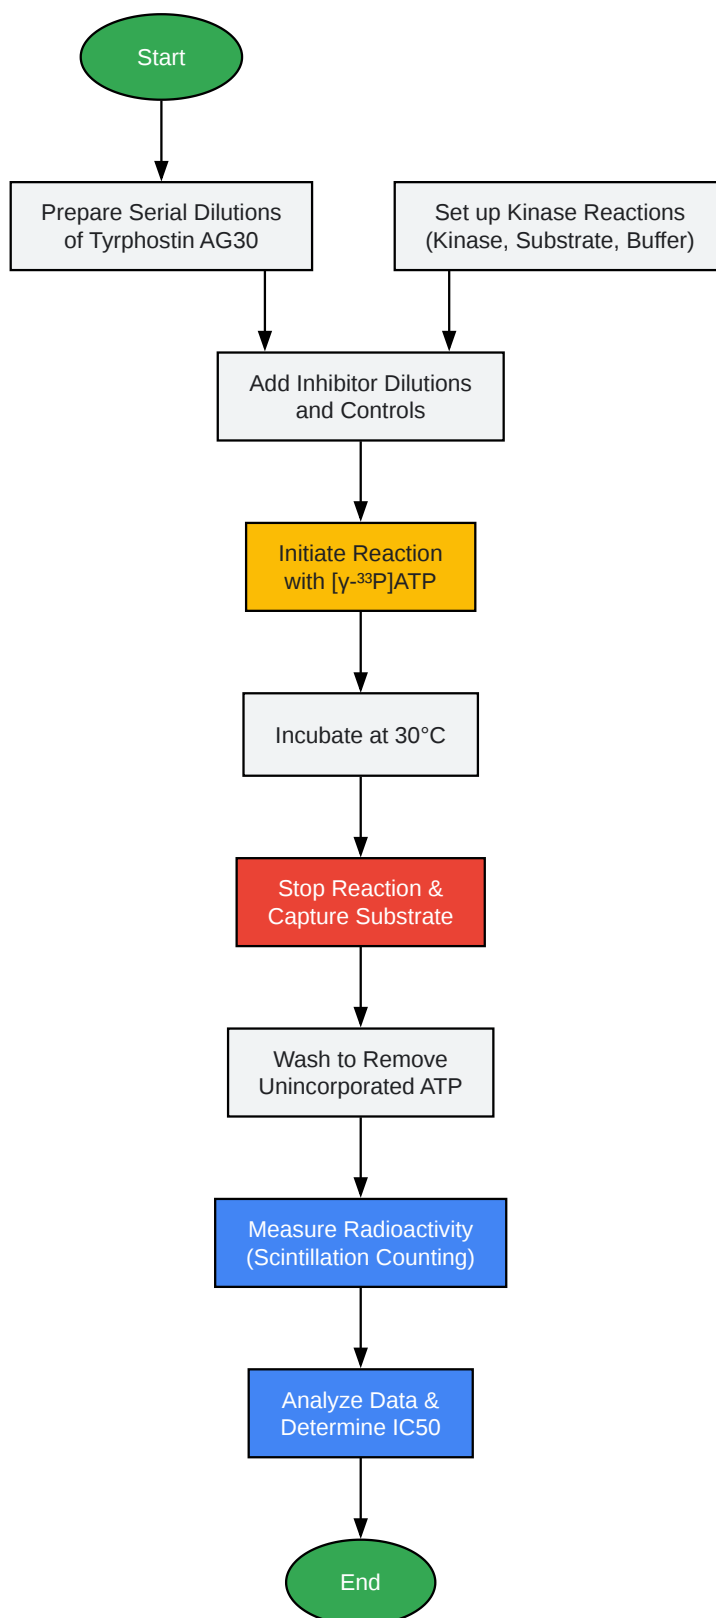 Start
Prepare Serial Dilutions
of Tyrphostin AG30
Set up Kinase Reactions
(Kinase, Substrate, Buffer)
Add Inhibitor Dilutions
and Controls
Initiate Reaction
with [γ-³³P]ATP
Incubate at 30°C
Stop Reaction &
Capture Substrate
Wash to Remove
Unincorporated ATP
Measure Radioactivity
(Scintillation Counting)
Analyze Data &
Determine IC50
End